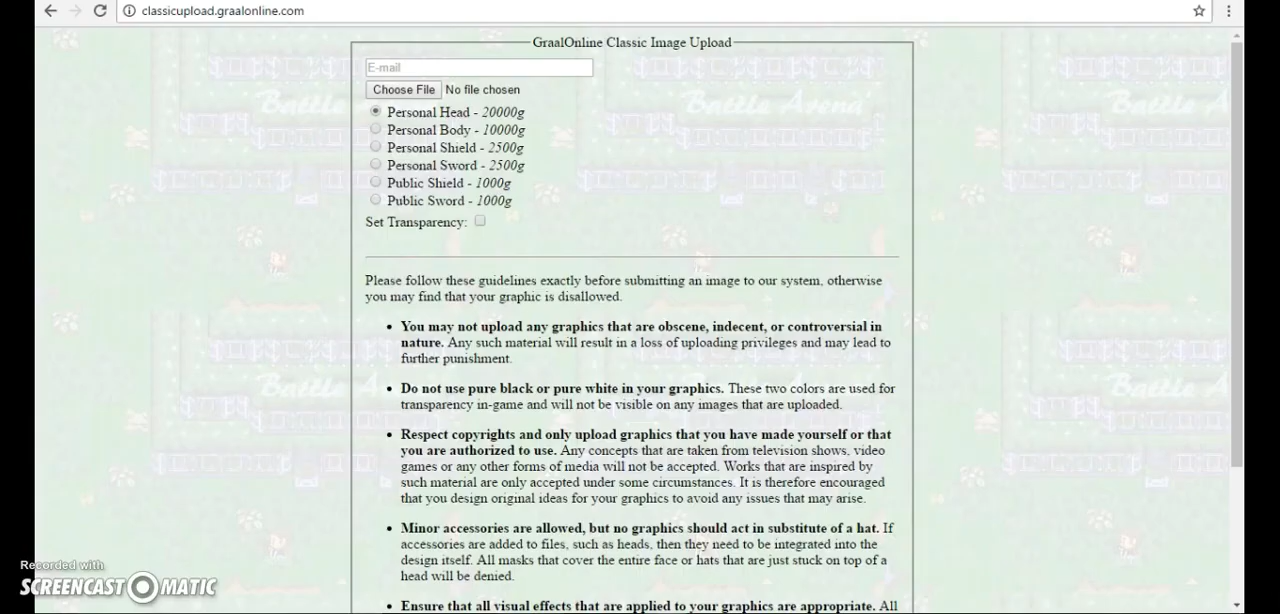 classicupload.graalonline.com
GraalOnline Classic Image Upload
E-mail
Choose File No file chosen
Personal Head - 20000g
Personal Body - 10000g
Personal Shield - 2500g
Personal Sword - 2500g
Public Shield - 1000g
Public Sword - 1000g
Set Transparency:
Please follow these guidelines exactly before submitting an image to our system, otherwise
you may find that your graphic is disallowed.
• You may not upload any graphics that are obscene, indecent, or controversial in
nature. Any such material will result in a loss of uploading privileges and may lead to
further punishment.
• Do not use pure black or pure white in your graphics. These two colors are used for
transparency in-game and will not be visible on any images that are uploaded.
• Respect copyrights and only upload graphics that you have made yourself or that
you are authorized to use. Any concepts that are taken from television shows, video
games or any other forms of media will not be accepted. Works that are inspired by
such material are only accepted under some circumstances. It is therefore encouraged
that you design original ideas for your graphics to avoid any issues that may arise.
• Minor accessories are allowed, but no graphics should act in substitute of a hat. If
accessories are added to files, such as heads, then they need to be integrated into the
design itself. All masks that cover the entire face or hats that are just stuck on top of a
head will be denied.
• Ensure that all visual effects that are applied to your graphics are appropriate. All
Battle Arena
Battle Arena
Battle A
Battle Arena
Battle Arena
Battle A
Recorded with
SCREENCAST MATIC